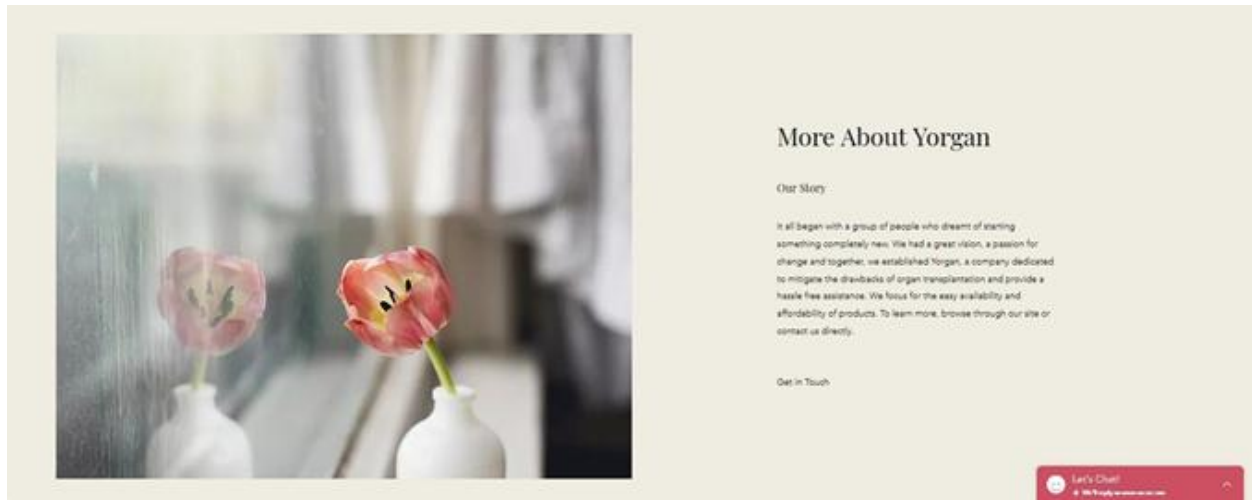 More About Yorgan
Our Story
It all began with a group of people who dreamt of starting
something completely new. We had a great vision, a passion for
change and together, we established Yorgan, a company dedicated
to mitigate the drawbacks of organ transplantation and provide a
hassle free assistance. We focus for the easy availability and
affordability of products. To learn more, browse through our site or
contact us directly.
Get in Touch
Let's Chat!
We'll reply